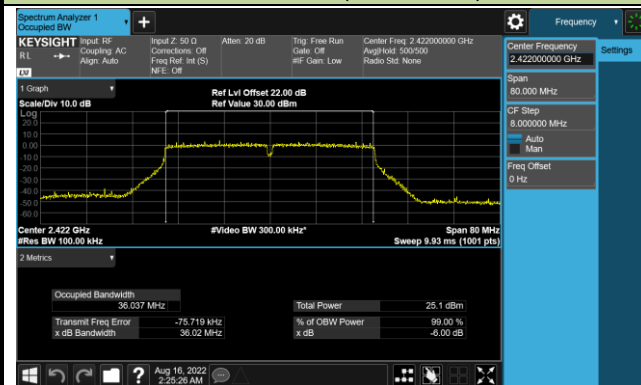 Spectrum Analyzer 1
Occupied BW
Frequency
KEYSIGHT
RL
LXI
Input: RF
Coupling: AC
Align: Auto
Input Z: 50 Ω
Corrections: Off
Freq Ref: Int (S)
NFE: Off
Atten: 20 dB
Trig: Free Run
Gate: Off
#IF Gain: Low
Center Freq: 2.422000000 GHz
Avg|Hold: 500/500
Radio Std: None
Center Frequency
2.422000000 GHz
Settings
Span
80.000 MHz
CF Step
8.000000 MHz
Auto
Man
Freq Offset
0 Hz
1 Graph
Scale/Div 10.0 dB
Ref Lvl Offset 22.00 dB
Ref Value 30.00 dBm
Log
20.0
10.0
0.00
-10.0
-20.0
-30.0
-40.0
-50.0
-60.0
Center 2.422 GHz
#Res BW 100.00 kHz
#Video BW 300.00 kHz*
Span 80 MHz
Sweep 9.93 ms (1001 pts)
2 Metrics
Occupied Bandwidth
36.037 MHz
Total Power 25.1 dBm
Transmit Freq Error -75.719 kHz
% of OBW Power 99.00 %
x dB Bandwidth 36.02 MHz
x dB -6.00 dB
?
Aug 16, 2022
2:25:26 AM